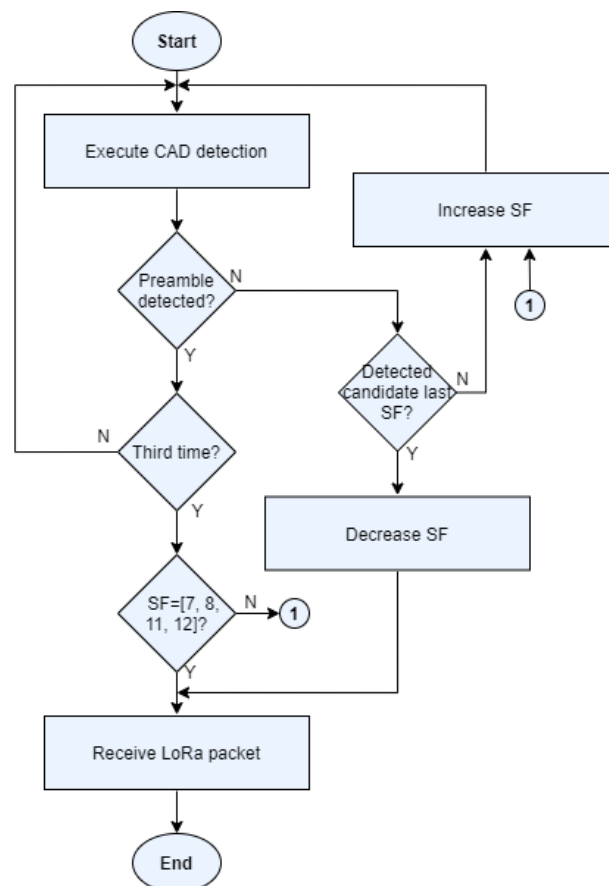 Start
Execute CAD detection
Increase SF
Preamble
detected?
N
1
Y
Detected
candidate last
SF?
N
N
Third time?
Y
Y
Decrease SF
SF=[7, 8,
11, 12]?
N
1
Y
Receive LoRa packet
End